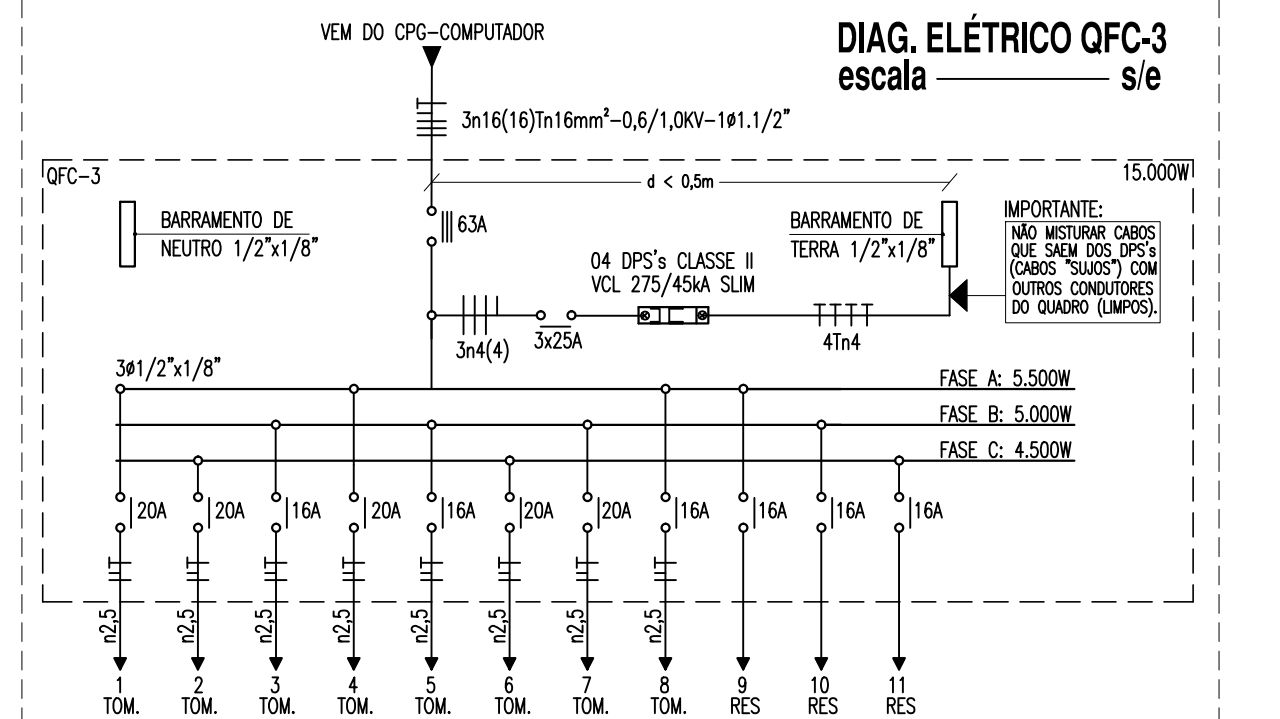 VEM DO CPG-COMPUTADOR
DIAG. ELÉTRICO QFC-3
escala s/e
3n16(16)Tn16mm²-0,6/1,0KV-1ø1.1/2"
QFC-3
15.000W
d < 0,5m
BARRAMENTO DE
NEUTRO 1/2"x1/8"
63A
BARRAMENTO DE
TERRA 1/2"x1/8"
IMPORTANTE:
NÃO MISTURAR CABOS
QUE SAEM DOS DPS's
(CABOS "SUJOS") COM
OUTROS CONDUTORES
DO QUADRO (LIMPOS).
04 DPS's CLASSE II
VCL 275/45kA SLIM
3n4(4)
3x25A
4Tn4
3ø1/2"x1/8"
FASE A: 5.500W
FASE B: 5.000W
FASE C: 4.500W
20A 20A 16A 20A 16A 20A 20A 16A 16A 16A 16A
n2,5 n2,5 n2,5 n2,5 n2,5 n2,5 n2,5 n2,5
1 2 3 4 5 6 7 8 9 10 11
TOM. TOM. TOM. TOM. TOM. TOM. TOM. TOM. RES RES RES